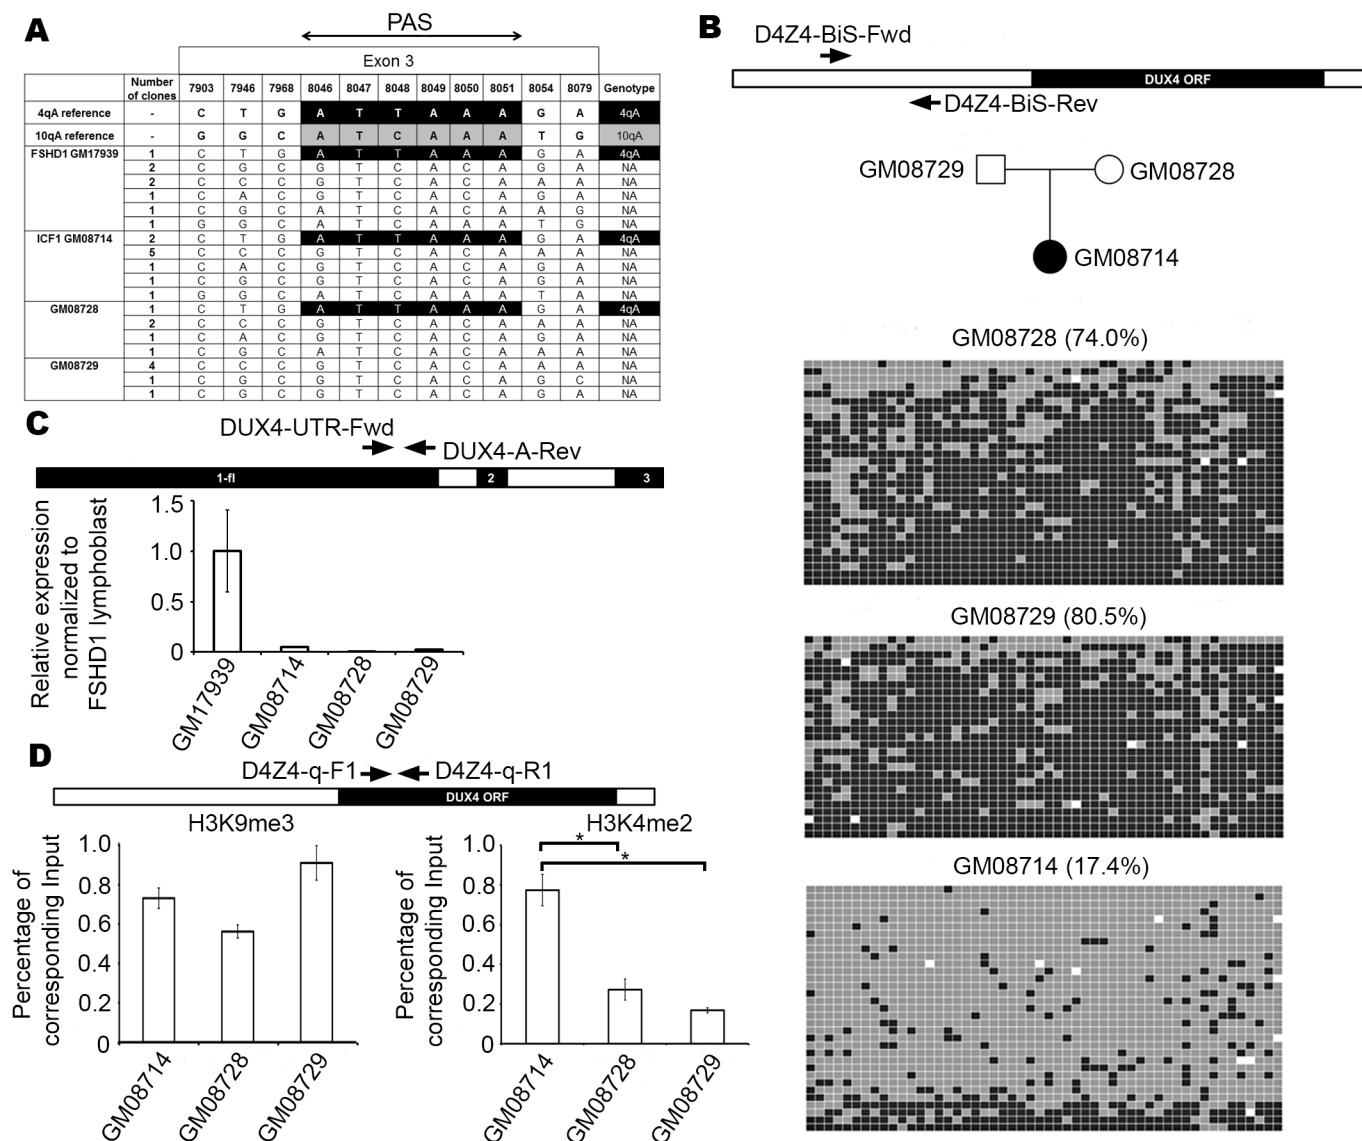 A
PAS
Exon 3
Number of clones 7903 7946 7968 8046 8047 8048 8049 8050 8051 8054 8079 Genotype
4qA reference - C T G A T T A A A G A 4qA
10qA reference - G G C A T C A A A T G 10qA
FSHD1 GM17939 1 C T G A T T A A A G A 4qA
2 C G C G T C A C A G A NA
2 C C C G T C A C A A A NA
1 C A C G T C A C A G A NA
1 C G C A T C A C A A G NA
1 G G C A T C A A A T G NA
ICF1 GM08714 2 C T G A T T A A A G A 4qA
5 C C C G T C A C A A A NA
1 C A C G T C A C A G A NA
1 C G C G T C A C A G A NA
1 G G C A T C A A A T A NA
GM08728 1 C T G A T T A A A G A 4qA
2 C C C G T C A C A A A NA
1 C A C G T C A C A G A NA
1 C G C A T C A C A A A NA
GM08729 4 C C C G T C A C A A A NA
1 C G C G T C A C A G C NA
1 C G C G T C A C A G A NA
B
D4Z4-BiS-Fwd
DUX4 ORF
D4Z4-BiS-Rev
GM08729
GM08728
GM08714
GM08728 (74.0%)
GM08729 (80.5%)
GM08714 (17.4%)
C
DUX4-UTR-Fwd
DUX4-A-Rev
1-fl 2 3
Relative expression
normalized to
FSHD1 lymphoblast
1.5
1.0
0.5
0
GM17939
GM08714
GM08728
GM08729
D
D4Z4-q-F1
D4Z4-q-R1
DUX4 ORF
H3K9me3
Percentage of
corresponding Input
1.0
0.8
0.6
0.4
0.2
0
GM08714
GM08728
GM08729
H3K4me2
Percentage of
corresponding Input
1.0
0.8
0.6
0.4
0.2
0
*
*
GM08714
GM08728
GM08729